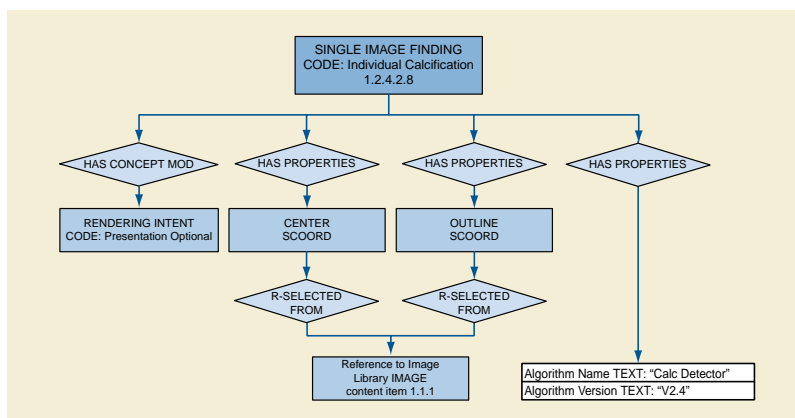 SINGLE IMAGE FINDING
CODE: Individual Calcification
1.2.4.2.8
HAS CONCEPT MOD
HAS PROPERTIES
HAS PROPERTIES
HAS PROPERTIES
RENDERING INTENT
CODE: Presentation Optional
CENTER
SCOORD
OUTLINE
SCOORD
R-SELECTED
FROM
R-SELECTED
FROM
Reference to Image
Library IMAGE
content item 1.1.1
Algorithm Name TEXT: “Calc Detector”
Algorithm Version TEXT: “V2.4”